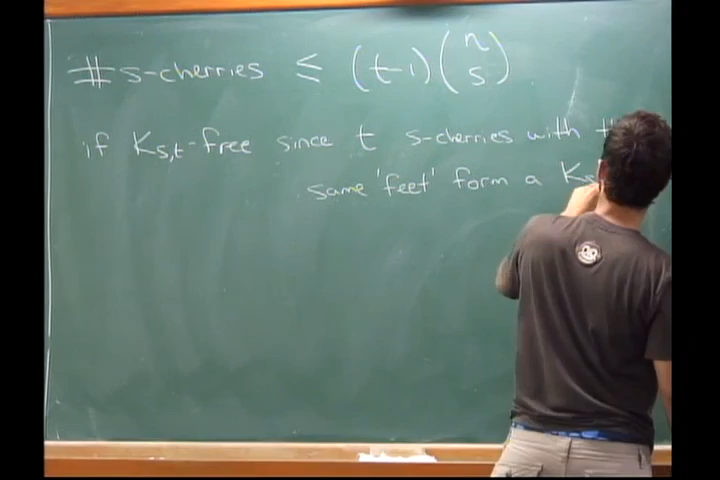 # s-cherries ≤ (t-1)(n s)
if Ks,t-free since t s-cherries with
same 'feet' form a